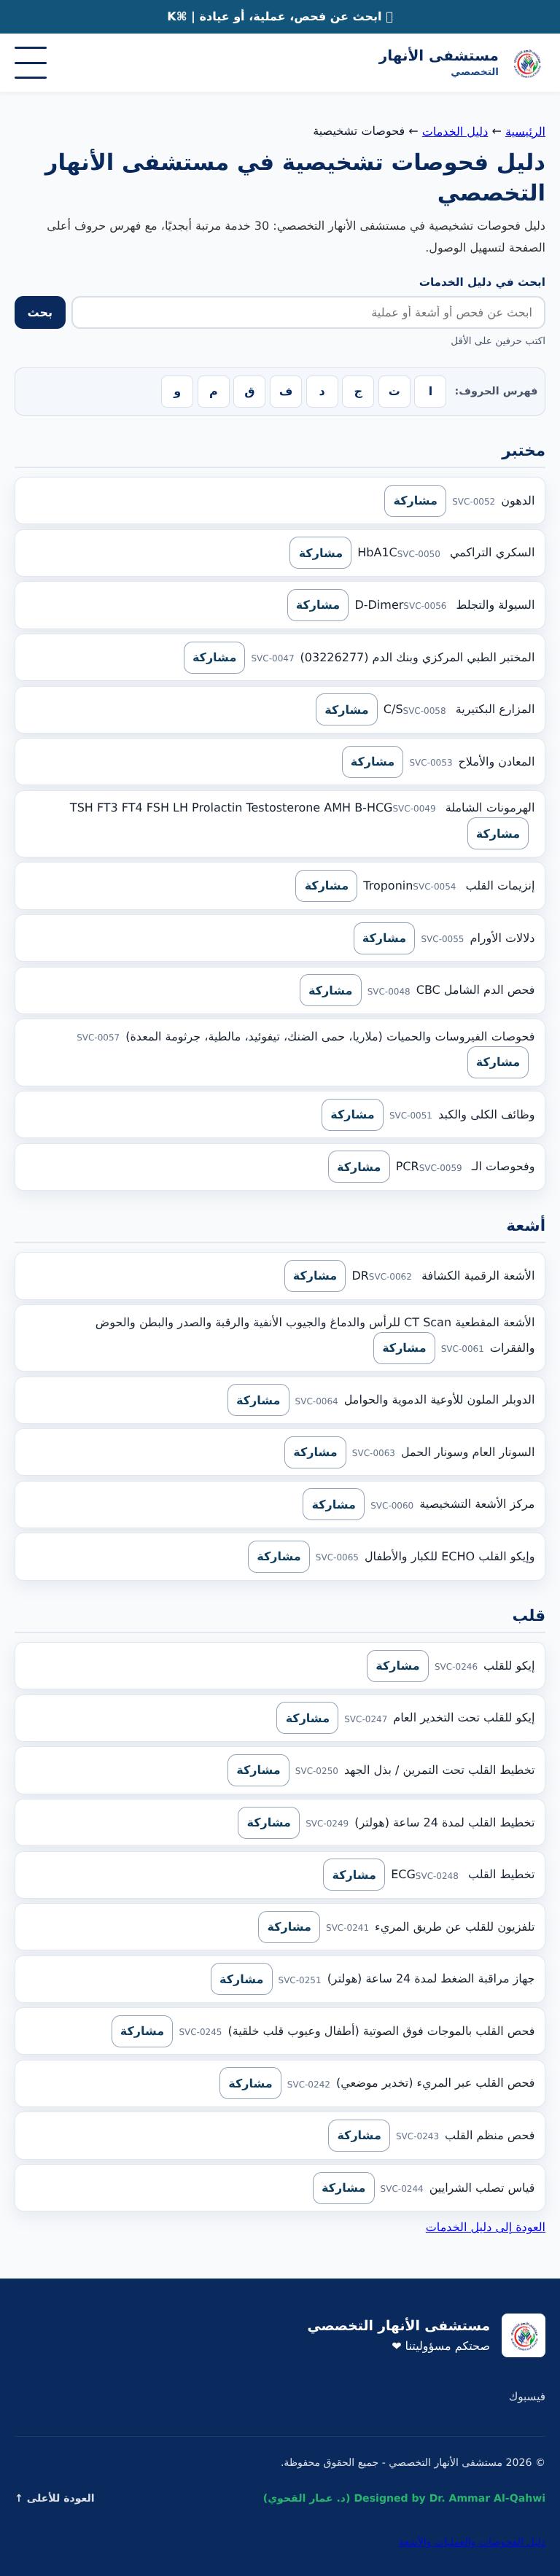 ابحث عن فحص، عملية، أو عيادة | ⌘K
مستشفى الأنهار
التخصصي
الرئيسية ← دليل الخدمات ← فحوصات تشخيصية
دليل فحوصات تشخيصية في مستشفى الأنهار
التخصصي
دليل فحوصات تشخيصية في مستشفى الأنهار التخصصي: 30 خدمة مرتبة أبجديًا، مع فهرس حروف أعلى
الصفحة لتسهيل الوصول.
ابحث في دليل الخدمات
ابحث عن فحص أو أشعة أو عملية
بحث
اكتب حرفين على الأقل
فهرس الحروف: ا ت ج د ف ق م و
مختبر
الدهون SVC-0052 مشاركة
السكري التراكمي HbA1C SVC-0050 مشاركة
السيولة والتجلط D-Dimer SVC-0056 مشاركة
المختبر الطبي المركزي وبنك الدم (03226277) SVC-0047 مشاركة
المزارع البكتيرية C/S SVC-0058 مشاركة
المعادن والأملاح SVC-0053 مشاركة
الهرمونات الشاملة TSH FT3 FT4 FSH LH Prolactin Testosterone AMH B-HCG SVC-0049
مشاركة
إنزيمات القلب Troponin SVC-0054 مشاركة
دلالات الأورام SVC-0055 مشاركة
فحص الدم الشامل CBC SVC-0048 مشاركة
فحوصات الفيروسات والحميات (ملاريا، حمى الضنك، تيفوئيد، مالطية، جرثومة المعدة) SVC-0057
مشاركة
وظائف الكلى والكبد SVC-0051 مشاركة
وفحوصات الـ PCR SVC-0059 مشاركة
أشعة
الأشعة الرقمية الكشافة DR SVC-0062 مشاركة
الأشعة المقطعية CT Scan للرأس والدماغ والجيوب الأنفية والرقبة والصدر والبطن والحوض
والفقرات SVC-0061 مشاركة
الدوبلر الملون للأوعية الدموية والحوامل SVC-0064 مشاركة
السونار العام وسونار الحمل SVC-0063 مشاركة
مركز الأشعة التشخيصية SVC-0060 مشاركة
وإيكو القلب ECHO للكبار والأطفال SVC-0065 مشاركة
قلب
إيكو للقلب SVC-0246 مشاركة
إيكو للقلب تحت التخدير العام SVC-0247 مشاركة
تخطيط القلب تحت التمرين / بذل الجهد SVC-0250 مشاركة
تخطيط القلب لمدة 24 ساعة (هولتر) SVC-0249 مشاركة
تخطيط القلب ECG SVC-0248 مشاركة
تلفزيون للقلب عن طريق المريء SVC-0241 مشاركة
جهاز مراقبة الضغط لمدة 24 ساعة (هولتر) SVC-0251 مشاركة
فحص القلب بالموجات فوق الصوتية (أطفال وعيوب قلب خلقية) SVC-0245 مشاركة
فحص القلب عبر المريء (تخدير موضعي) SVC-0242 مشاركة
فحص منظم القلب SVC-0243 مشاركة
قياس تصلب الشرايين SVC-0244 مشاركة
العودة إلى دليل الخدمات
مستشفى الأنهار التخصصي
صحتكم مسؤوليتنا ❤
فيسبوك
© 2026 مستشفى الأنهار التخصصي - جميع الحقوق محفوظة.
Designed by Dr. Ammar Al-Qahwi (د. عمار القحوي)
العودة للأعلى ↑